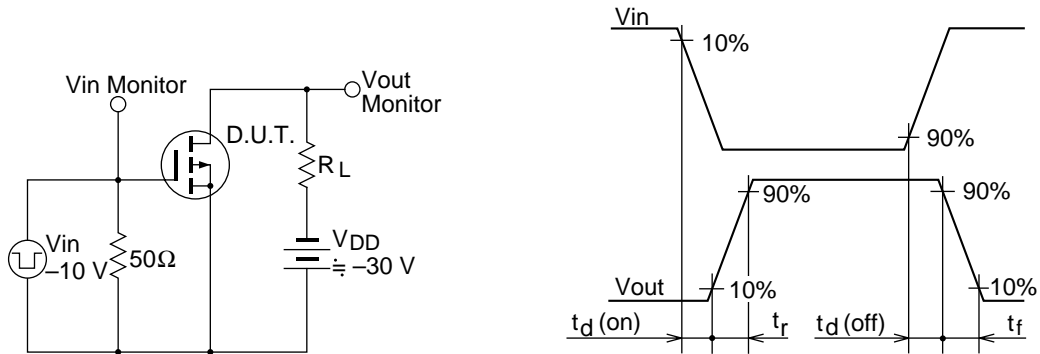 Vin Monitor
Vout
Monitor
D.U.T.
RL
Vin
–10 V
50Ω
VDD
≒ –30 V
Vin
10%
90%
90%
90%
Vout
10%
10%
td (on)
tr
td (off)
tf